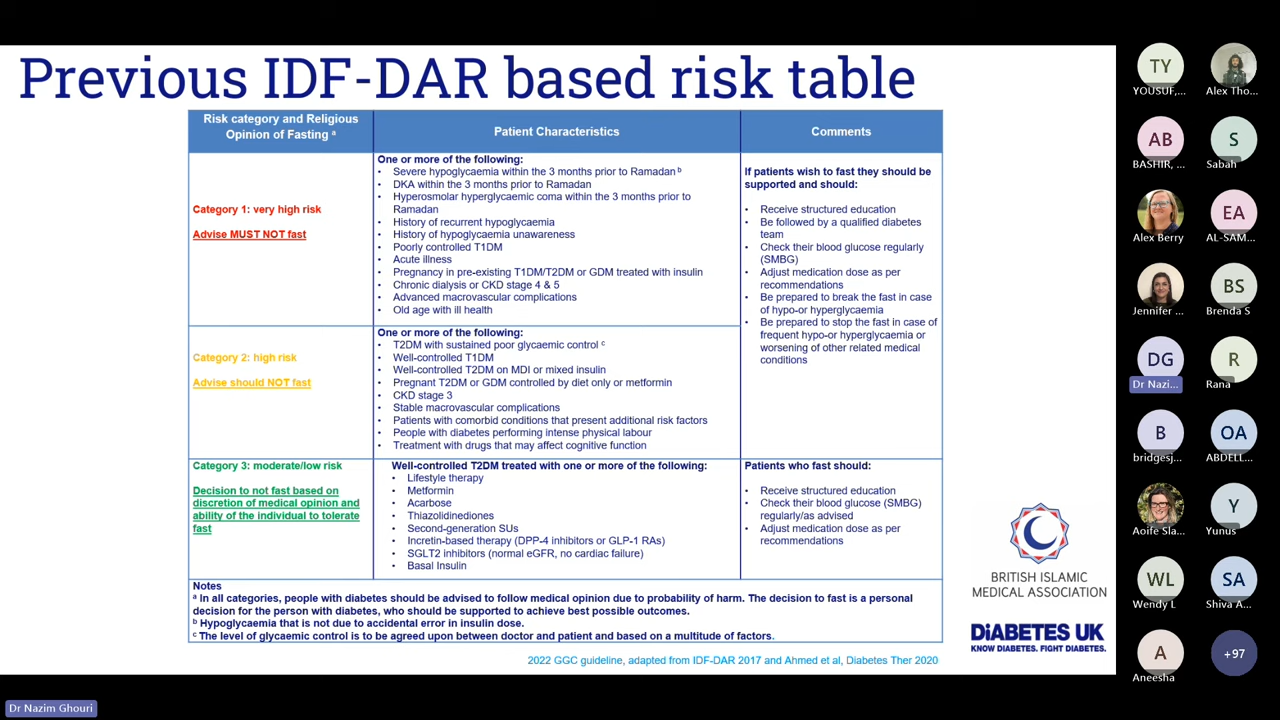 Previous IDF-DAR based risk table
Risk category and Religious
Opinion of Fasting ª
Patient Characteristics
Comments
Category 1: very high risk
Advise MUST NOT fast
One or more of the following:
• Severe hypoglycaemia within the 3 months prior to Ramadan b
• DKA within the 3 months prior to Ramadan
• Hyperosmolar hyperglycaemic coma within the 3 months prior to
Ramadan
• History of recurrent hypoglycaemia
• History of hypoglycaemia unawareness
• Poorly controlled T1DM
• Acute illness
• Pregnancy in pre-existing T1DM/T2DM or GDM treated with insulin
• Chronic dialysis or CKD stage 4 & 5
• Advanced macrovascular complications
• Old age with ill health
If patients wish to fast they should be
supported and should:
• Receive structured education
• Be followed by a qualified diabetes
team
• Check their blood glucose regularly
(SMBG)
• Adjust medication dose as per
recommendations
• Be prepared to break the fast in case
of hypo-or hyperglycaemia
• Be prepared to stop the fast in case of
frequent hypo-or hyperglycaemia or
worsening of other related medical
conditions
Category 2: high risk
Advise should NOT fast
One or more of the following:
• T2DM with sustained poor glycaemic control c
• Well-controlled T1DM
• Well-controlled T2DM on MDI or mixed insulin
• Pregnant T2DM or GDM controlled by diet only or metformin
• CKD stage 3
• Stable macrovascular complications
• Patients with comorbid conditions that present additional risk factors
• People with diabetes performing intense physical labour
• Treatment with drugs that may affect cognitive function
Category 3: moderate/low risk
Decision to not fast based on
discretion of medical opinion and
ability of the individual to tolerate
fast
Well-controlled T2DM treated with one or more of the following:
• Lifestyle therapy
• Metformin
• Acarbose
• Thiazolidinediones
• Second-generation SUs
• Incretin-based therapy (DPP-4 inhibitors or GLP-1 RAs)
• SGLT2 inhibitors (normal eGFR, no cardiac failure)
• Basal Insulin
Patients who fast should:
• Receive structured education
• Check their blood glucose (SMBG)
regularly/as advised
• Adjust medication dose as per
recommendations
Notes
a In all categories, people with diabetes should be advised to follow medical opinion due to probability of harm. The decision to fast is a personal
decision for the person with diabetes, who should be supported to achieve best possible outcomes.
b Hypoglycaemia that is not due to accidental error in insulin dose.
c The level of glycaemic control is to be agreed upon between doctor and patient and based on a multitude of factors.
2022 GGC guideline, adapted from IDF-DAR 2017 and Ahmed et al, Diabetes Ther 2020
BRITISH ISLAMIC
MEDICAL ASSOCIATION
DiABETES UK
KNOW DIABETES. FIGHT DIABETES.
TY
YOUSUF,...
Alex Tho...
AB
BASHIR, ...
S
Sabah
Alex Berry
EA
AL-SAM...
Jennifer ...
BS
Brenda S
DG
Dr Nazi...
R
Rana
B
bridgesj...
OA
ABDELL...
Aoife Sla...
Y
Yunus
WL
Wendy L
SA
Shiva A...
A
Aneesha
+97
Dr Nazim Ghouri